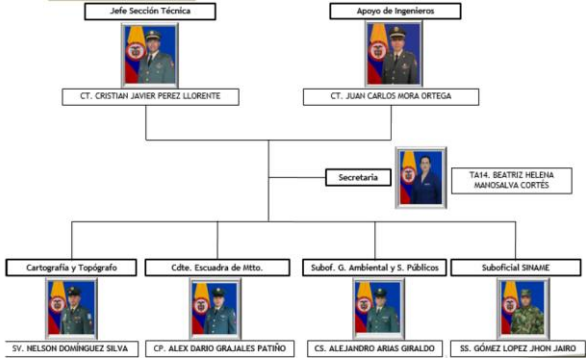 Jefe Sección Técnica
Apoyo de Ingenieros
CT. CRISTIAN JAVIER PEREZ LLORENTE
CT. JUAN CARLOS MORA ORTEGA
Secretaria
TA14. BEATRIZ HELENA
MANOSALVA CORTÉS
Cartografía y Topógrafo
Cdte. Escuadra de Mtto.
Subof. G. Ambiental y S. Públicos
Suboficial SINAME
SV. NELSON DOMÍNGUEZ SILVA
CP. ALEX DARIO GRAJALES PATIÑO
CS. ALEJANDRO ARIAS GIRALDO
SS. GÓMEZ LOPEZ JHON JAIRO